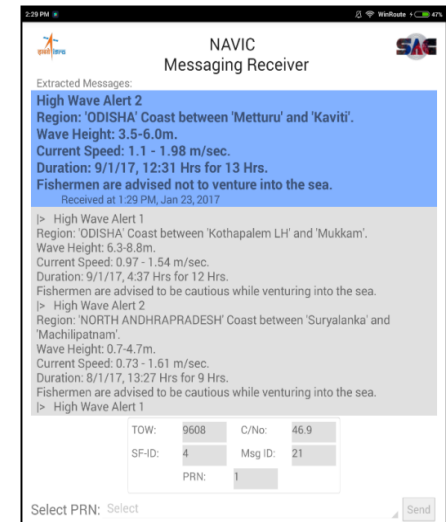 2:29 PM
WinRoute
47%
NAVIC
SAC
Messaging Receiver
Extracted Messages:
High Wave Alert 2
Region: 'ODISHA' Coast between 'Metturu' and 'Kaviti'.
Wave Height: 3.5-6.0m.
Current Speed: 1.1 - 1.98 m/sec.
Duration: 9/1/17, 12:31 Hrs for 13 Hrs.
Fishermen are advised not to venture into the sea.
Received at 1:29 PM, Jan 23, 2017
|> High Wave Alert 1
Region: 'ODISHA' Coast between 'Kothapalem LH' and 'Mukkam'.
Wave Height: 6.3-8.8m.
Current Speed: 0.97 - 1.54 m/sec.
Duration: 9/1/17, 4:37 Hrs for 12 Hrs.
Fishermen are advised to be cautious while venturing into the sea.
|> High Wave Alert 2
Region: 'NORTH ANDHRAPRADESH' Coast between 'Suryalanka' and
'Machilipatnam'.
Wave Height: 0.7-4.7m.
Current Speed: 0.73 - 1.61 m/sec.
Duration: 8/1/17, 13:27 Hrs for 9 Hrs.
Fishermen are advised to be cautious while venturing into the sea.
|> High Wave Alert 1
TOW: 9608 C/No: 46.9
SF-ID: 4 Msg ID: 21
PRN: 1
Select PRN: Select Send